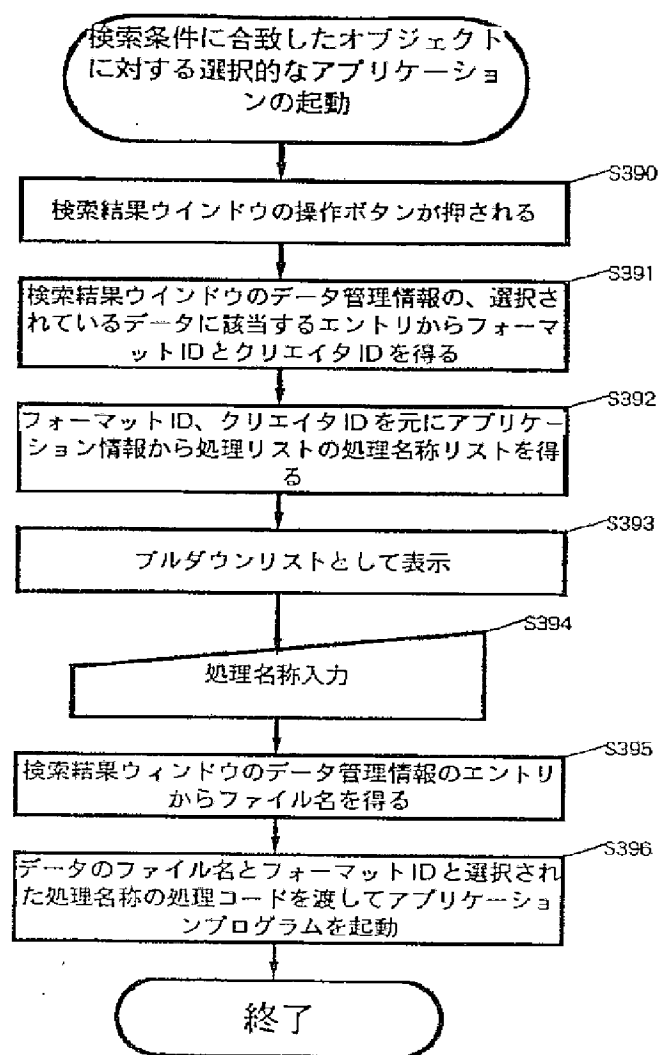 検索条件に合致したオブジェクト
に対する選択的なアプリケーショ
ンの起動
S390
検索結果ウインドウの操作ボタンが押される
S391
検索結果ウインドウのデータ管理情報の、選択さ
れているデータに該当するエントリからフォーマ
ットIDとクリエイタIDを得る
S392
フォーマットID、クリエイタIDを元にアプリケー
ション情報から処理リストの処理名称リストを得
る
S393
プルダウンリストとして表示
S394
処理名称入力
S395
検索結果ウィンドウのデータ管理情報のエントリ
からファイル名を得る
S396
データのファイル名とフォーマットIDと選択され
た処理名称の処理コードを渡してアプリケーショ
ンプログラムを起動
終了